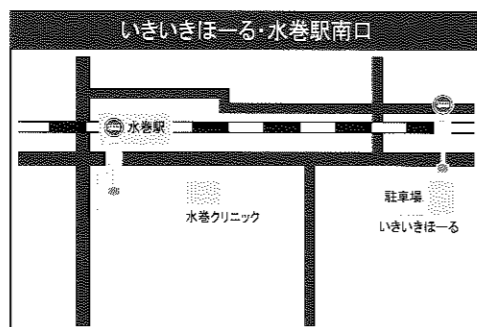 いきいきほーる・水巻駅南口
水巻駅
水巻クリニック
駐車場
いきいきほーる